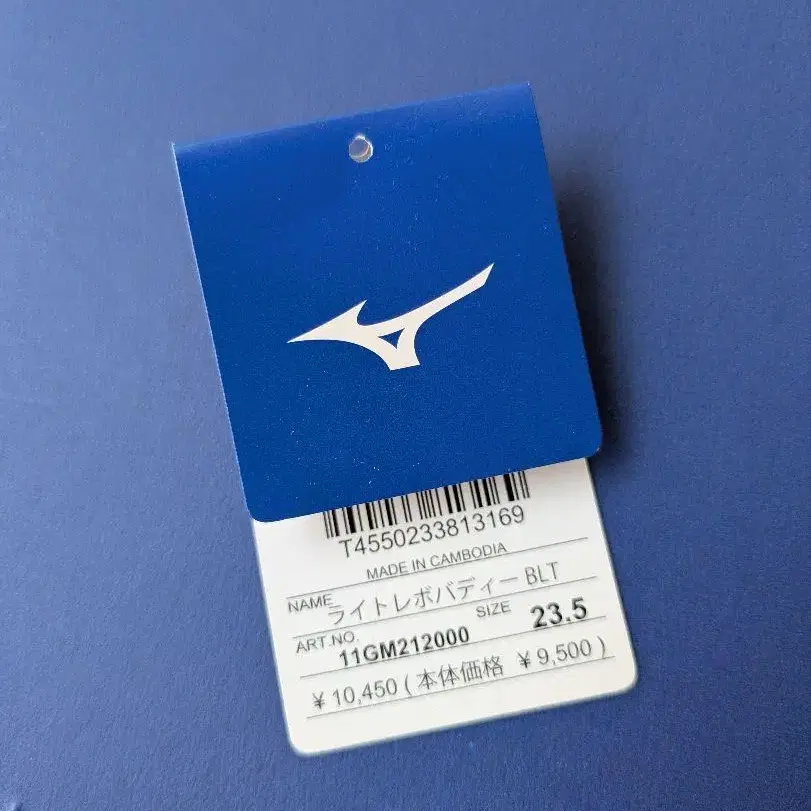 T4550233813169
MADE IN CAMBODIA
NAME ライトレボバディー BLT
ART.NO. 11GM212000 SIZE 23.5
¥10,450 (本体価格 ¥9,500)